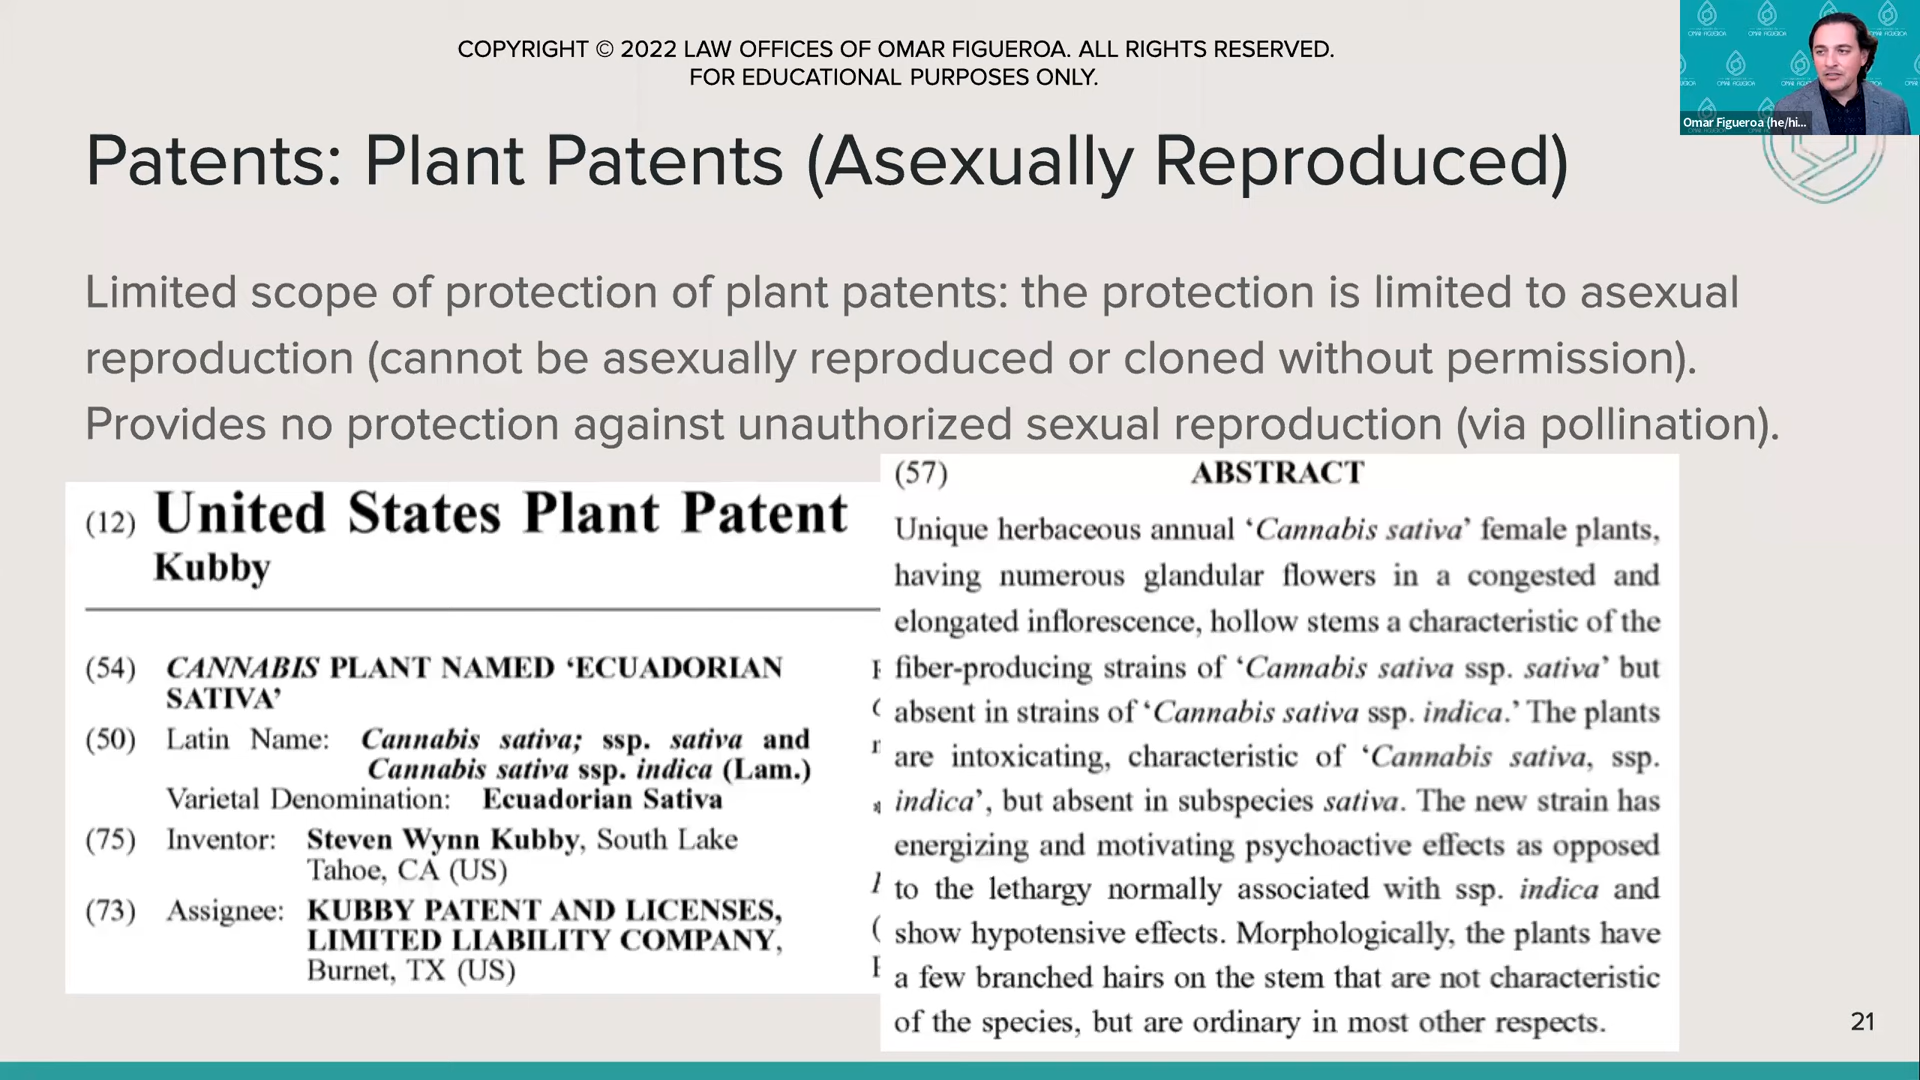 COPYRIGHT © 2022 LAW OFFICES OF OMAR FIGUEROA. ALL RIGHTS RESERVED.
FOR EDUCATIONAL PURPOSES ONLY.
Omar Figueroa (he/hi...
Patents: Plant Patents (Asexually Reproduced)
Limited scope of protection of plant patents: the protection is limited to asexual
reproduction (cannot be asexually reproduced or cloned without permission).
Provides no protection against unauthorized sexual reproduction (via pollination).
(12) United States Plant Patent
Kubby
(54) CANNABIS PLANT NAMED ‘ECUADORIAN
SATIVA’
(50) Latin Name: Cannabis sativa; ssp. sativa and
Cannabis sativa ssp. indica (Lam.)
Varietal Denomination: Ecuadorian Sativa
(75) Inventor: Steven Wynn Kubby, South Lake
Tahoe, CA (US)
(73) Assignee: KUBBY PATENT AND LICENSES,
LIMITED LIABILITY COMPANY,
Burnet, TX (US)
(57) ABSTRACT
Unique herbaceous annual ‘Cannabis sativa’ female plants,
having numerous glandular flowers in a congested and
elongated inflorescence, hollow stems a characteristic of the
fiber-producing strains of ‘Cannabis sativa ssp. sativa’ but
absent in strains of ‘Cannabis sativa ssp. indica.’ The plants
are intoxicating, characteristic of ‘Cannabis sativa, ssp.
indica’, but absent in subspecies sativa. The new strain has
energizing and motivating psychoactive effects as opposed
to the lethargy normally associated with ssp. indica and
show hypotensive effects. Morphologically, the plants have
a few branched hairs on the stem that are not characteristic
of the species, but are ordinary in most other respects.
21